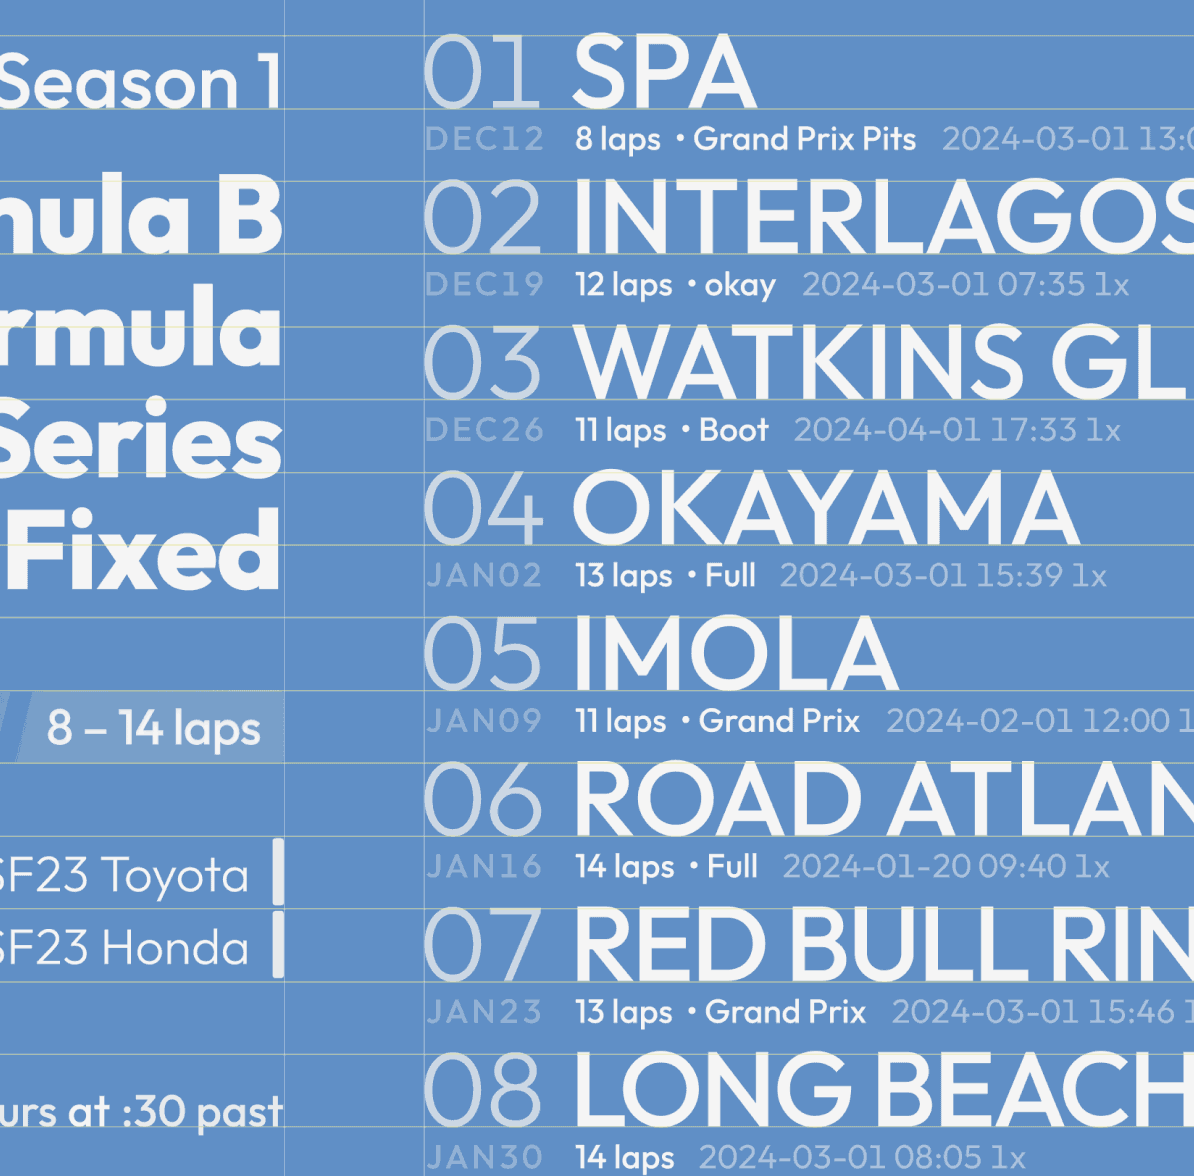 Season 1
mula B
rmula
Series
Fixed
8 – 14 laps
SF23 Toyota
SF23 Honda
urs at :30 past
01 SPA
DEC12 8 laps • Grand Prix Pits 2024-03-01 13:0
02 INTERLAGOS
DEC19 12 laps • okay 2024-03-01 07:35 1x
03 WATKINS GL
DEC26 11 laps • Boot 2024-04-01 17:33 1x
04 OKAYAMA
JAN02 13 laps • Full 2024-03-01 15:39 1x
05 IMOLA
JAN09 11 laps • Grand Prix 2024-02-01 12:00 1
06 ROAD ATLAN
JAN16 14 laps • Full 2024-01-20 09:40 1x
07 RED BULL RIN
JAN23 13 laps • Grand Prix 2024-03-01 15:46 1
08 LONG BEACH
JAN30 14 laps 2024-03-01 08:05 1x